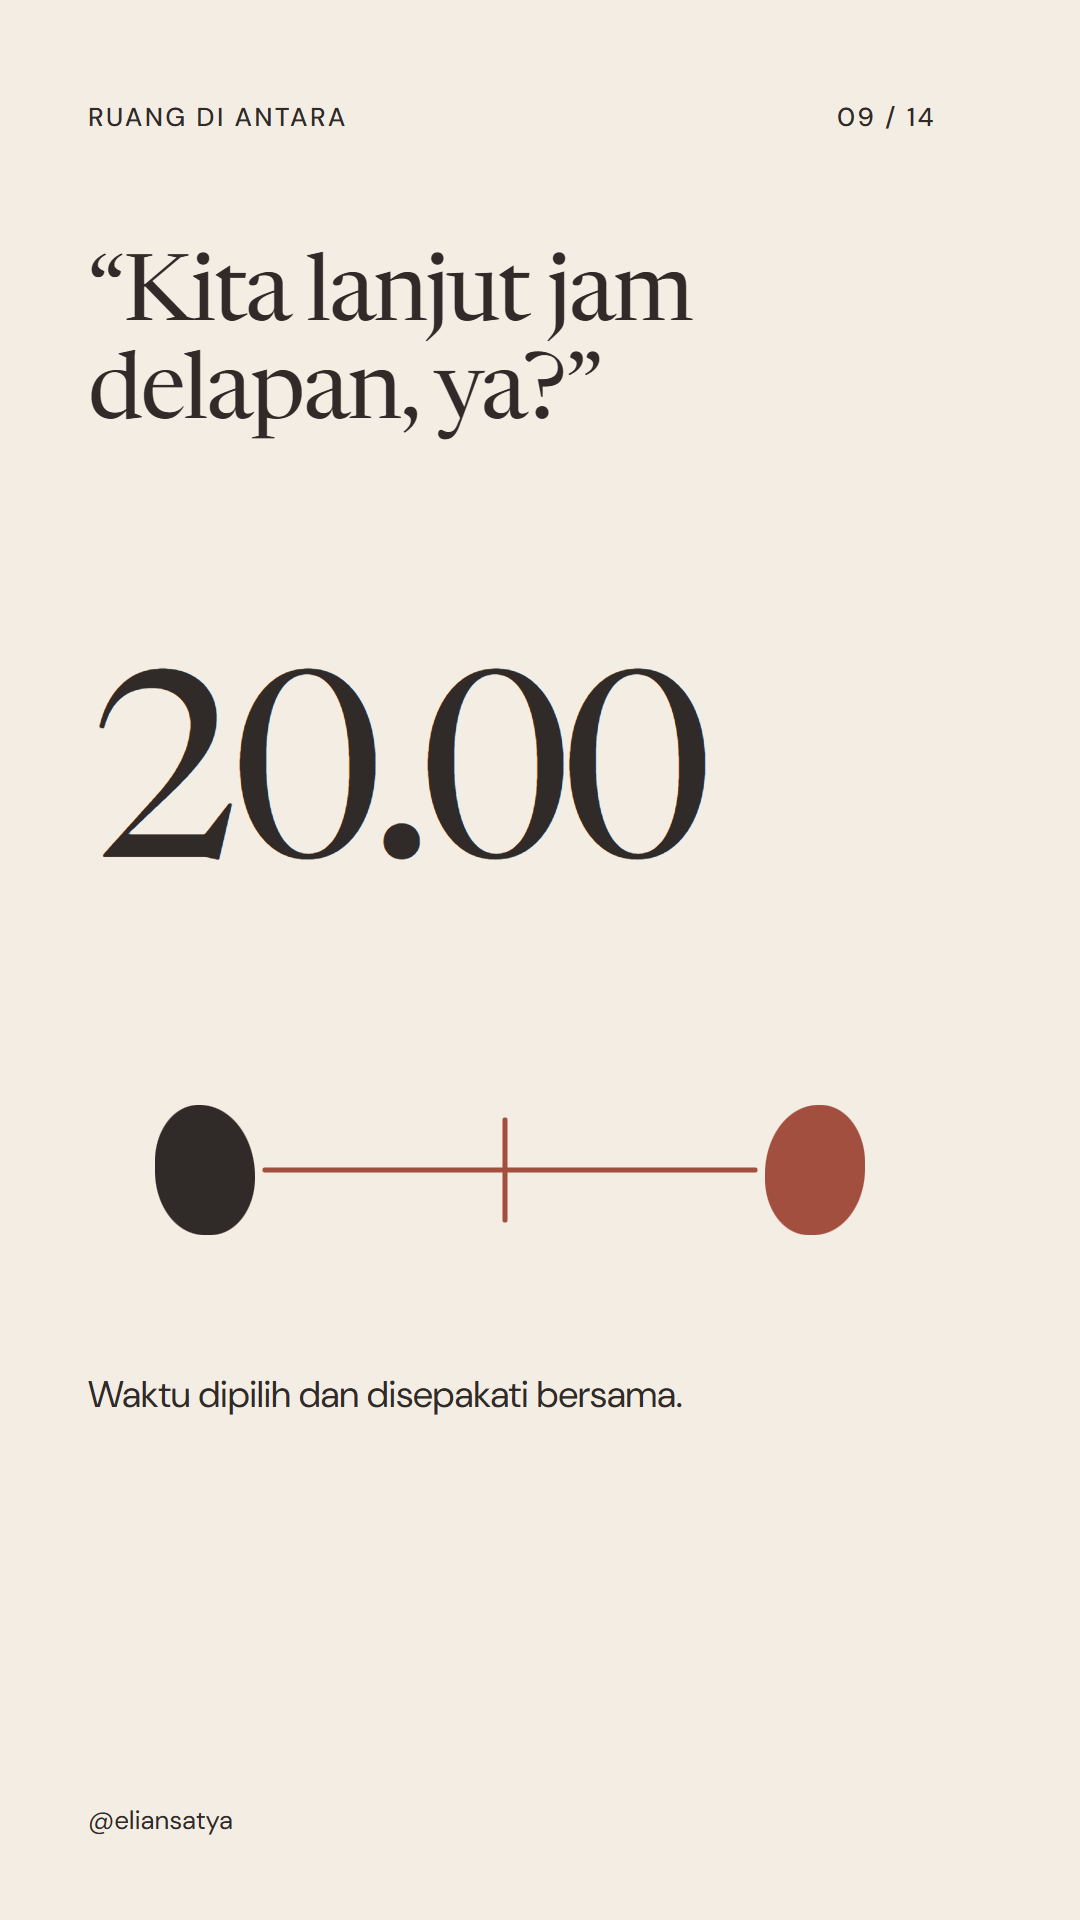 RUANG DI ANTARA
09 / 14
“Kita lanjut jam
delapan, ya?”
20.00
Waktu dipilih dan disepakati bersama.
@eliansatya